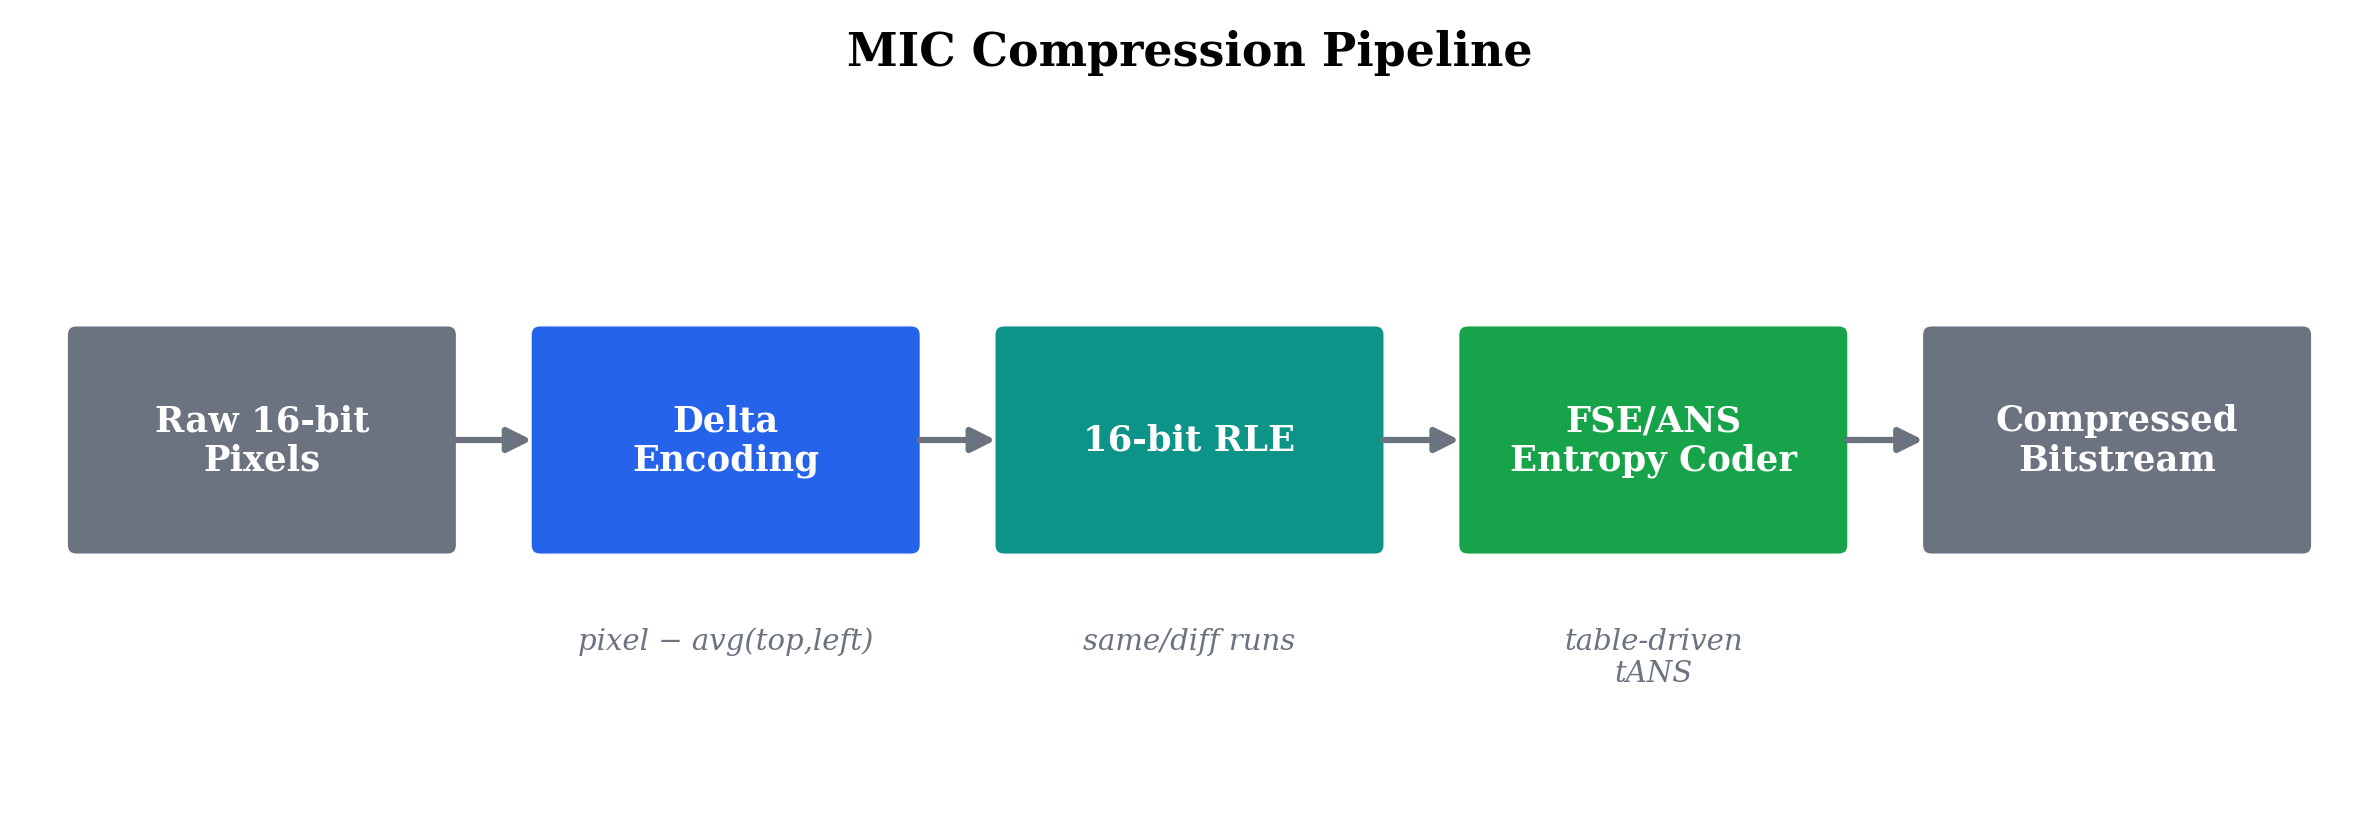 MIC Compression Pipeline
Raw 16-bit
Pixels
Delta
Encoding
16-bit RLE
FSE/ANS
Entropy Coder
Compressed
Bitstream
pixel − avg(top,left)
same/diff runs
table-driven
tANS